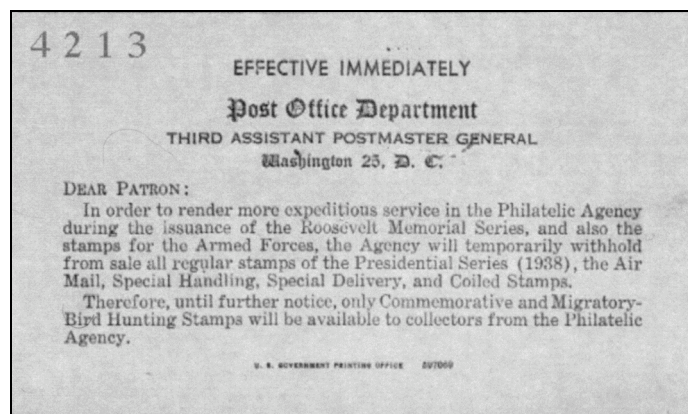 4213
EFFECTIVE IMMEDIATELY
Post Office Department
THIRD ASSISTANT POSTMASTER GENERAL
Washington 25, D. C.
DEAR PATRON:
In order to render more expeditious service in the Philatelic Agency
during the issuance of the Roosevelt Memorial Series, and also the
stamps for the Armed Forces, the Agency will temporarily withhold
from sale all regular stamps of the Presidential Series (1938), the Air
Mail, Special Handling, Special Delivery, and Coiled Stamps.
Therefore, until further notice, only Commemorative and Migratory-
Bird Hunting Stamps will be available to collectors from the Philatelic
Agency.
U. S. GOVERNMENT PRINTING OFFICE